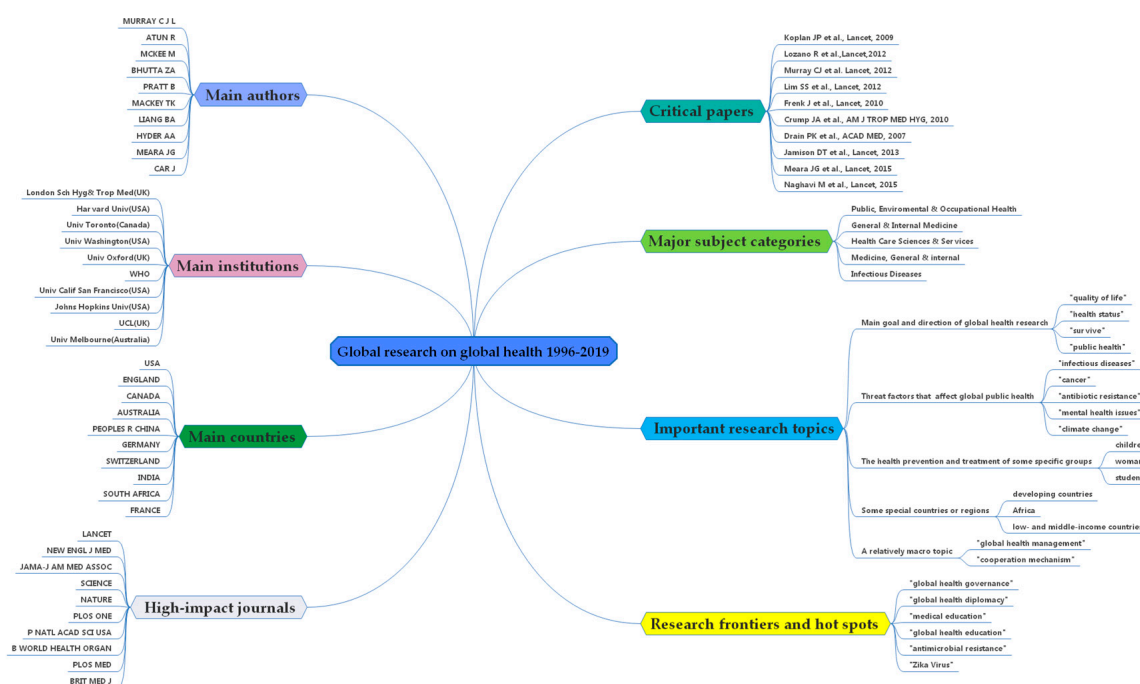 MURRAY C J L
ATUN R
MCKEE M
BHUTTA ZA
PRATT B
MACKEY TK
LIANG BA
HYDER AA
MEARA JG
CAR J
Main authors
London Sch Hyg& Trop Med(UK)
Harvard Univ(USA)
Univ Toronto(Canada)
Univ Washington(USA)
Univ Oxford(UK)
WHO
Univ Calif San Francisco(USA)
Johns Hopkins Univ(USA)
UCL(UK)
Univ Melbourne(Australia)
Main institutions
USA
ENGLAND
CANADA
AUSTRALIA
PEOPLES R CHINA
GERMANY
SWITZERLAND
INDIA
SOUTH AFRICA
FRANCE
Main countries
LANCET
NEW ENGL J MED
JAMA-J AM MED ASSOC
SCIENCE
NATURE
PLOS ONE
P NATL ACAD SCI USA
B WORLD HEALTH ORGAN
PLOS MED
BRIT MED J
High-impact journals
Global research on global health 1996-2019
Critical papers
Koplan JP et al., Lancet, 2009
Lozano R et al.,Lancet,2012
Murray CJ et al. Lancet, 2012
Lim SS et al., Lancet, 2012
Frenk J et al., Lancet, 2010
Crump JA et al., AM J TROP MED HYG, 2010
Drain PK et al., ACAD MED, 2007
Jamison DT et al., Lancet, 2013
Meara JG et al., Lancet, 2015
Naghavi M et al., Lancet, 2015
Major subject categories
Public, Enviromental & Occupational Health
General & Internal Medicine
Health Care Sciences & Services
Medicine, General & internal
Infectious Diseases
Important research topics
Main goal and direction of global health research
"quality of life"
"health status"
"survive"
"public health"
Threat factors that affect global public health
"infectious diseases"
"cancer"
"antibiotic resistance"
"mental health issues"
"climate change"
The health prevention and treatment of some specific groups
childre
woma
studen
Some special countries or regions
developing countries
Africa
low- and middle-income countrie
A relatively macro topic
"global health management"
"cooperation mechanism"
Research frontiers and hot spots
"global health governance"
"global health diplomacy"
"medical education"
"global health education"
"antimicrobial resistance"
"Zika Virus"